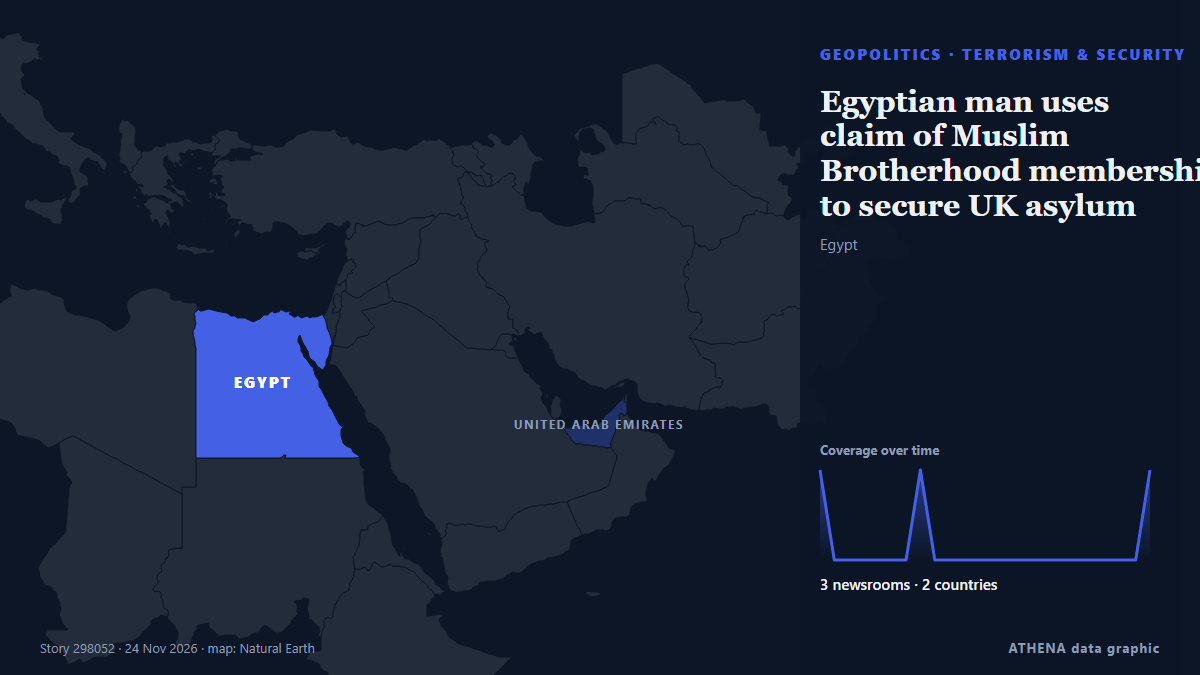 GEOPOLITICS · TERRORISM & SECURITY
Egyptian man uses
claim of Muslim
Brotherhood membershi
to secure UK asylum
Egypt
EGYPT
UNITED ARAB EMIRATES
Coverage over time
3 newsrooms · 2 countries
Story 298052 · 24 Nov 2026 · map: Natural Earth
ATHENA data graphic